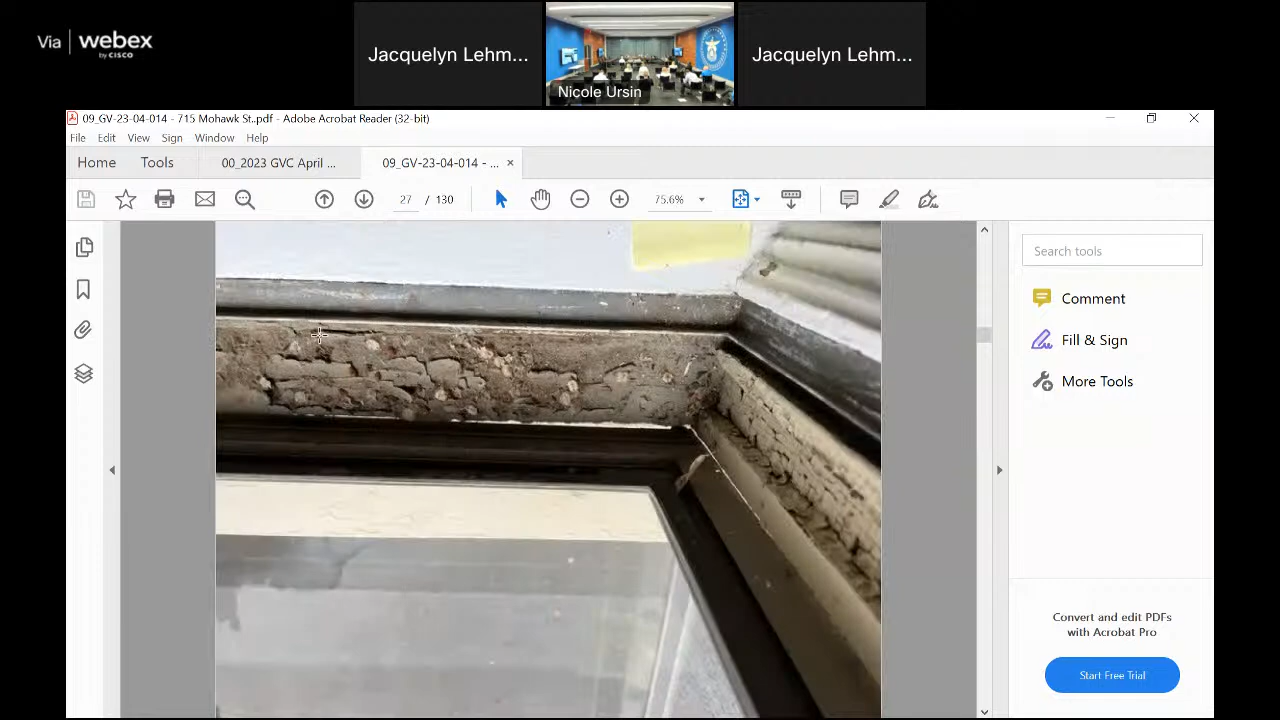 Via webex
by CISCO
Jacquelyn Lehm...
Nicole Ursin
Jacquelyn Lehm...
09_GV-23-04-014 - 715 Mohawk St..pdf - Adobe Acrobat Reader (32-bit)
File Edit View Sign Window Help
Home Tools 00_2023 GVC April ... 09_GV-23-04-014 - ... ×
27 / 130 75.6%
Search tools
Comment
Fill & Sign
More Tools
Convert and edit PDFs
with Acrobat Pro
Start Free Trial